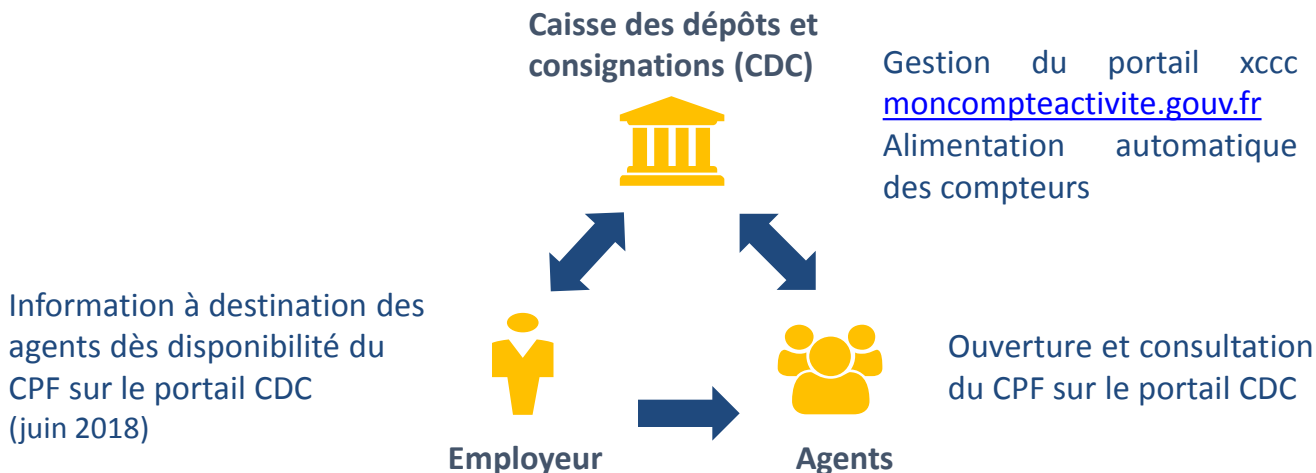 Caisse des dépôts et
consignations (CDC)
Gestion du portail xccc
moncompteactivite.gouv.fr
Alimentation automatique
des compteurs
Information à destination des
agents dès disponibilité du
CPF sur le portail CDC
(juin 2018)
Ouverture et consultation
du CPF sur le portail CDC
Employeur
Agents